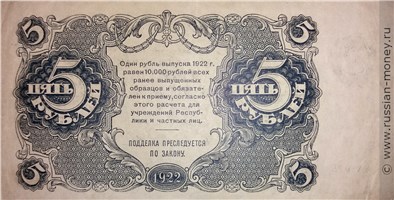 5 5
Один рубль выпуска 1922 г.
равен 10.000 рублей всех
ранее выпущенных
образцов и обязате-
лен к приему, согласно
этого расчета для
учреждений Респуб-
лики и частных лиц.
5 ПЯТЬ РУБЛЕЙ
5 ПЯТЬ РУБЛЕЙ
ПОДДЕЛКА ПРЕСЛЕДУЕТСЯ
ПО ЗАКОНУ.
5 1922 5
www.russian-money.ru